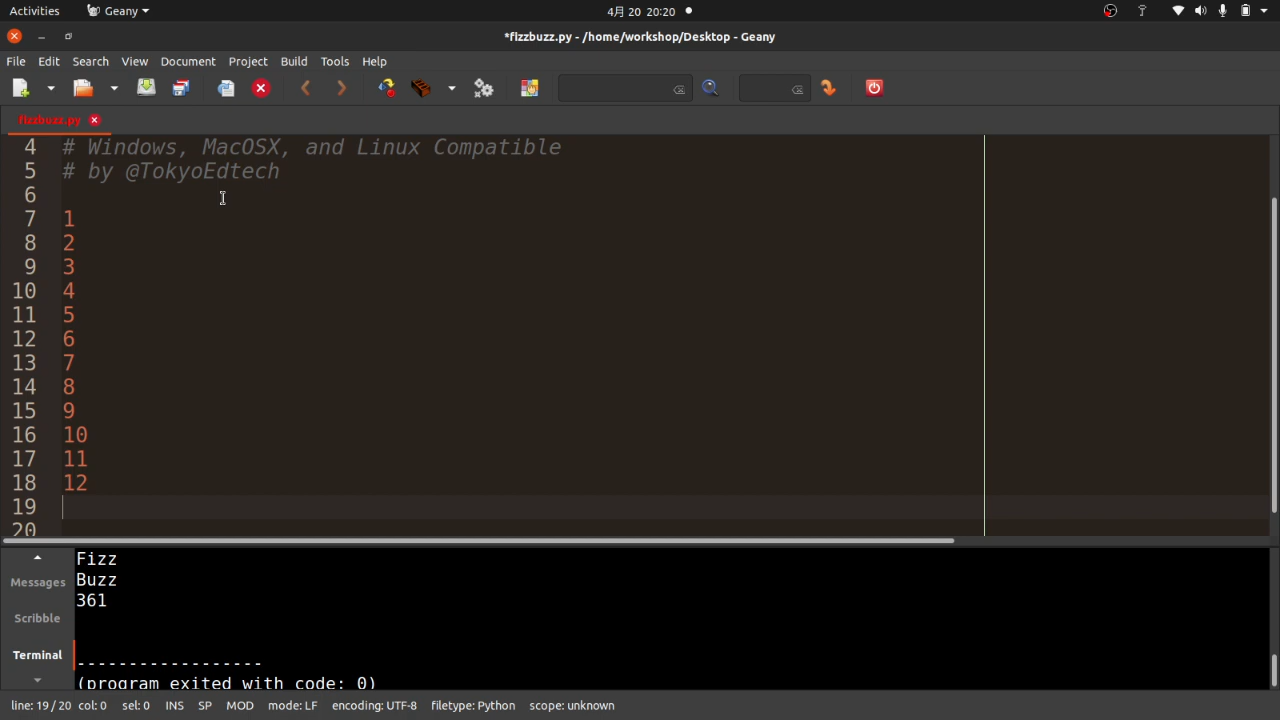 Activities
Geany
4月 20 20:20
*fizzbuzz.py - /home/workshop/Desktop - Geany
File Edit Search View Document Project Build Tools Help
fizzbuzz.py
4 # Windows, MacOSX, and Linux Compatible
5 # by @TokyoEdtech
6
7 1
8 2
9 3
10 4
11 5
12 6
13 7
14 8
15 9
16 10
17 11
18 12
19
20
Messages
Scribble
Terminal
Fizz
Buzz
361
------------------
(program exited with code: 0)
line: 19 / 20 col: 0 sel: 0 INS SP MOD mode: LF encoding: UTF-8 filetype: Python scope: unknown